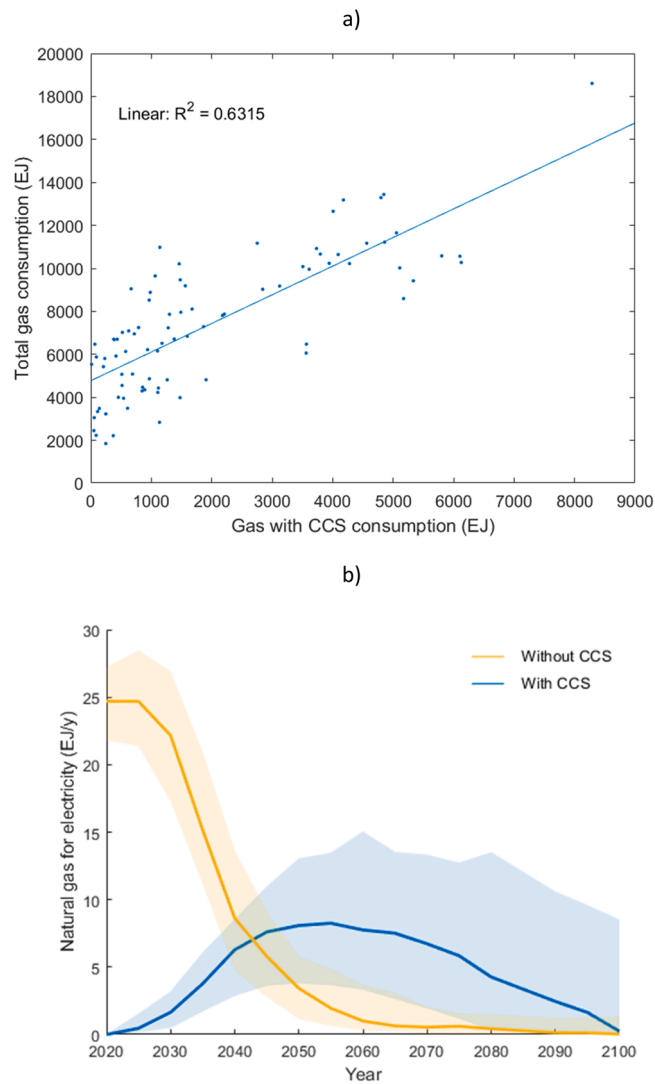 a)
20000
18000
16000
14000
12000
10000
8000
6000
4000
2000
0
Total gas consumption (EJ)
Linear: R² = 0.6315
0 1000 2000 3000 4000 5000 6000 7000 8000 9000
Gas with CCS consumption (EJ)
b)
30
25
20
15
10
5
0
Natural gas for electricity (EJ/y)
Without CCS
With CCS
2020 2030 2040 2050 2060 2070 2080 2090 2100
Year